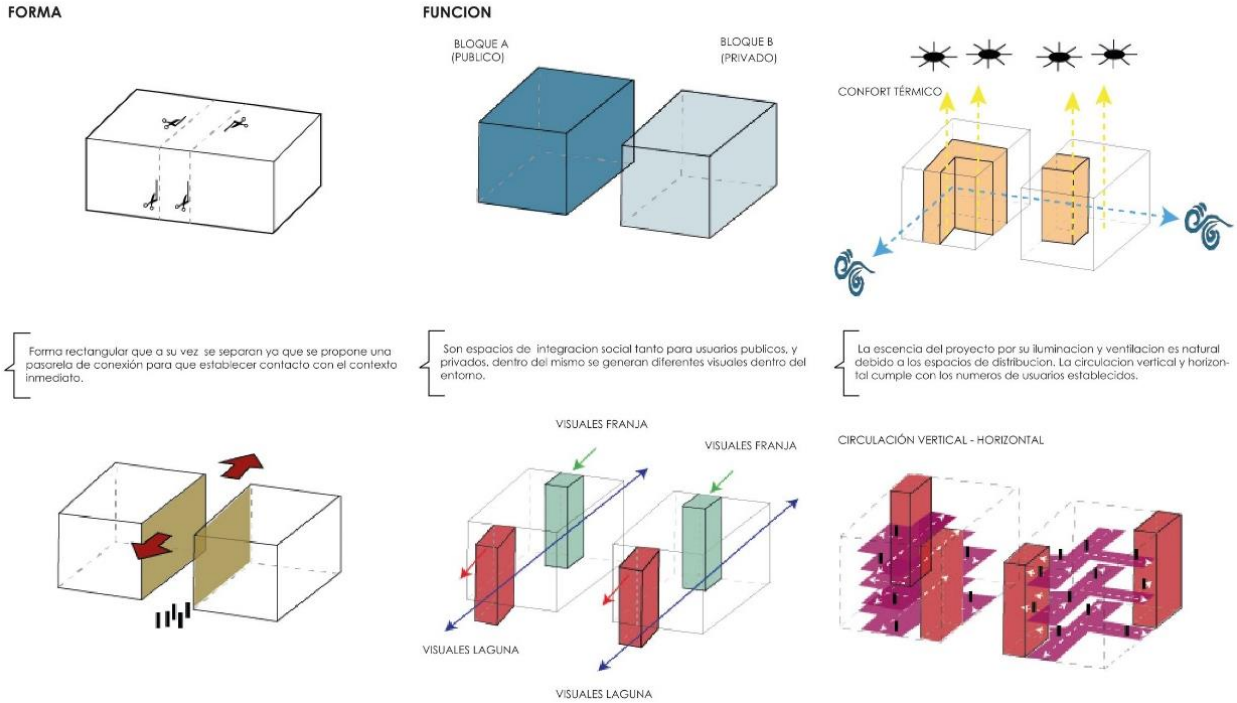 FORMA
FUNCION
BLOQUE A
(PUBLICO)
BLOQUE B
(PRIVADO)
CONFORT TÉRMICO
Forma rectangular que a su vez se separan ya que se propone una
pasarela de conexión para que establecer contacto con el contexto
inmediato.
Son espacios de integracion social tanto para usuarios publicos, y
privados, dentro del mismo se generan diferentes visuales dentro del
entorno.
La escencia del proyecto por su iluminacion y ventilacion es natural
debido a los espacios de distribucion. La circulacion vertical y horizon-
tal cumple con los numeros de usuarios establecidos.
VISUALES FRANJA
VISUALES FRANJA
VISUALES LAGUNA
VISUALES LAGUNA
CIRCULACIÓN VERTICAL - HORIZONTAL